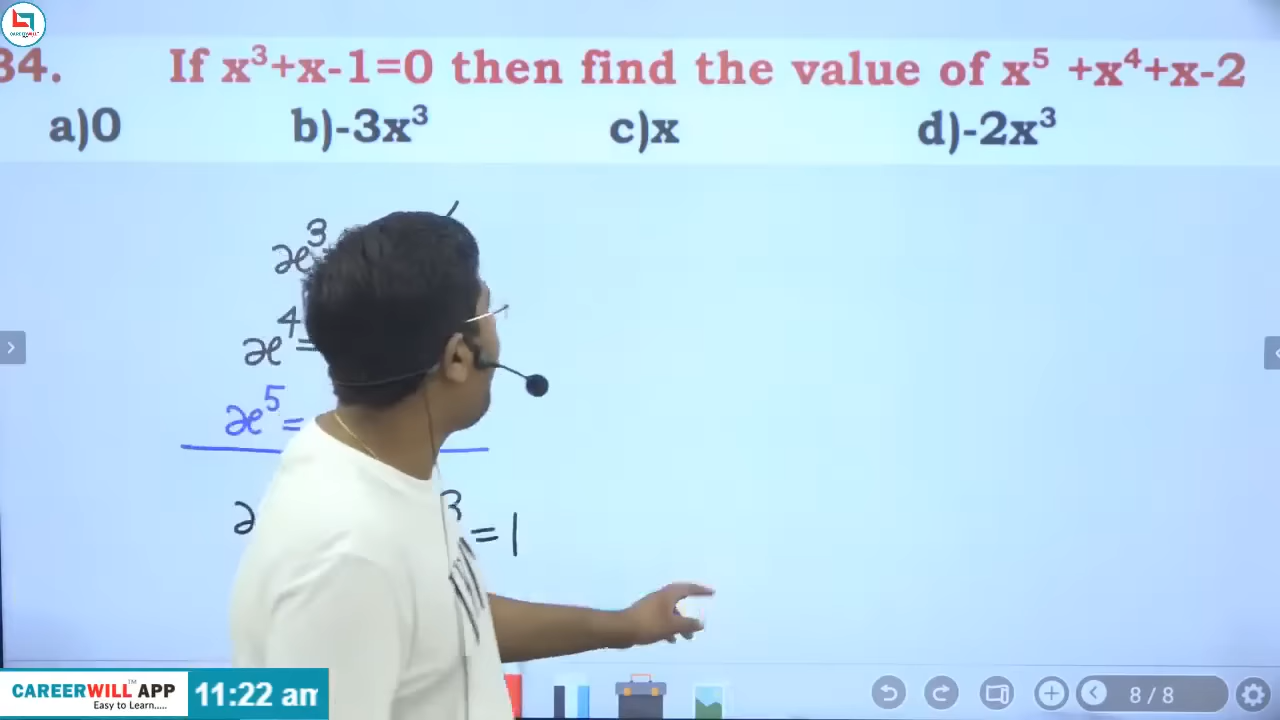 CAREERWILL
34. If x³+x-1=0 then find the value of x⁵ +x⁴+x-2
a)0 b)-3x³ c)x d)-2x³
x³
x⁴=
x⁵=
3 = 1
CAREERWILL™ APP
Easy to Learn.....
11:22 am
8 / 8